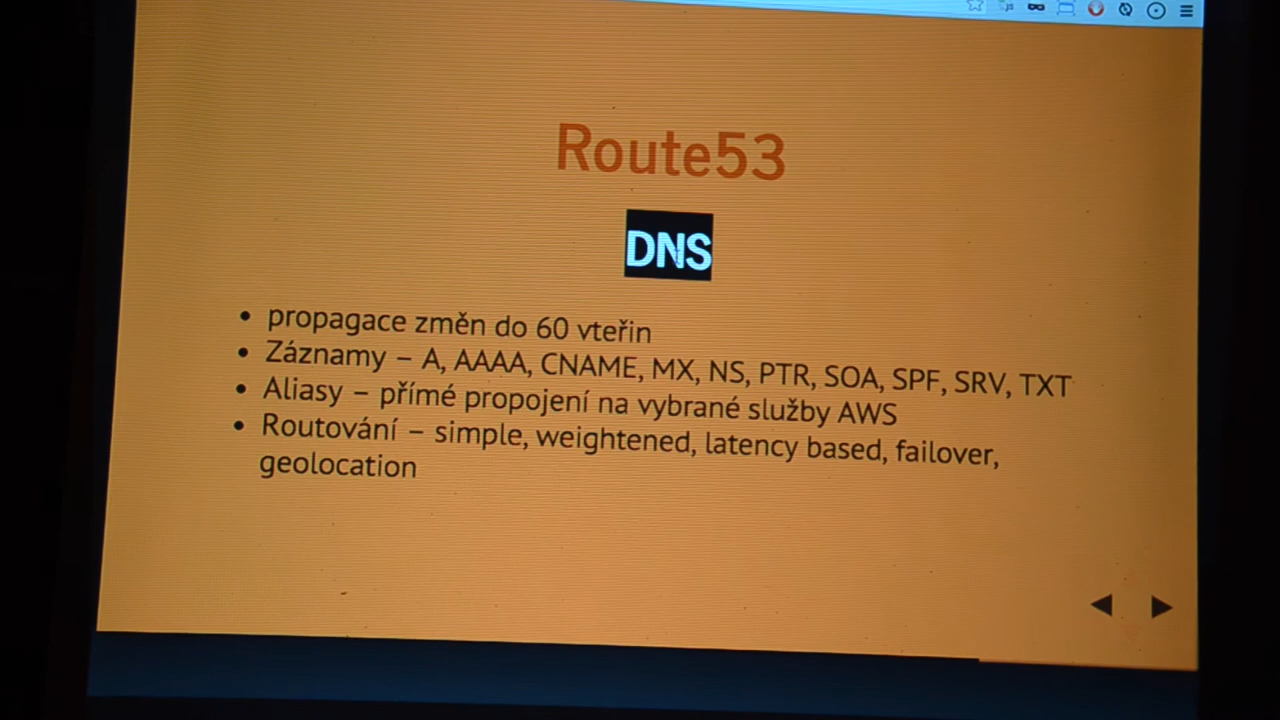 Route53
DNS
propagace změn do 60 vteřin
Záznamy – A, AAAA, CNAME, MX, NS, PTR, SOA, SPF, SRV, TXT
Aliasy – přímé propojení na vybrané služby AWS
Routování – simple, weightened, latency based, failover,
geolocation